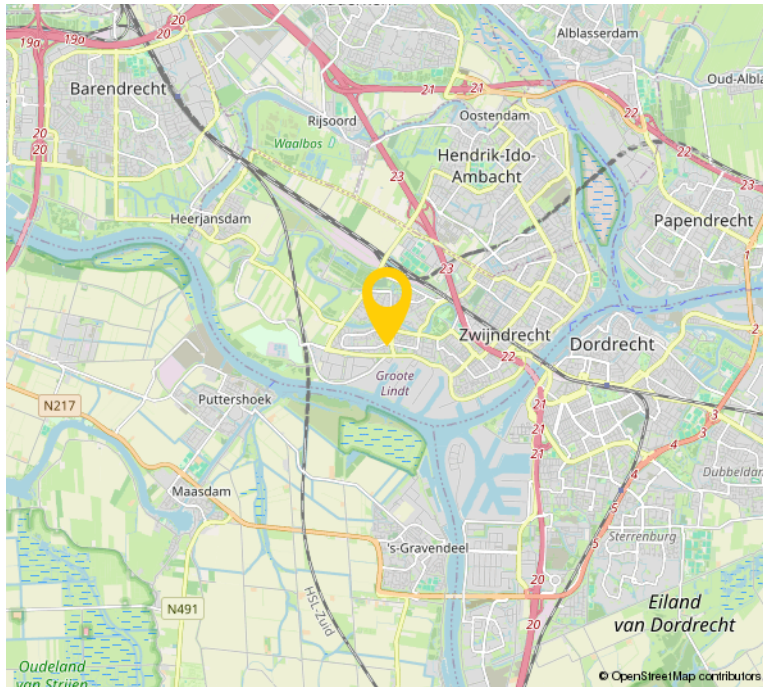 20
19a
19a
20
20
Alblasserdam
Barendrecht
21
21
Oud-Albla
Rijsoord
Oostendam
22
20
20
Waalbos
Hendrik-Ido-
Ambacht
22
22
23
23
Heerjansdam
Papendrecht
23
1
Zwijndrecht
Dordrecht
2
22
Groote
Lindt
Puttershoek
N217
21
21
21
3
3
4
4
Dubbeldam
Maasdam
5
5
Sterrenburg
's-Gravendeel
20
20
HSL-Zuid
N491
Eiland
van Dordrecht
Oudeland
van Strijen
© OpenStreetMap contributors